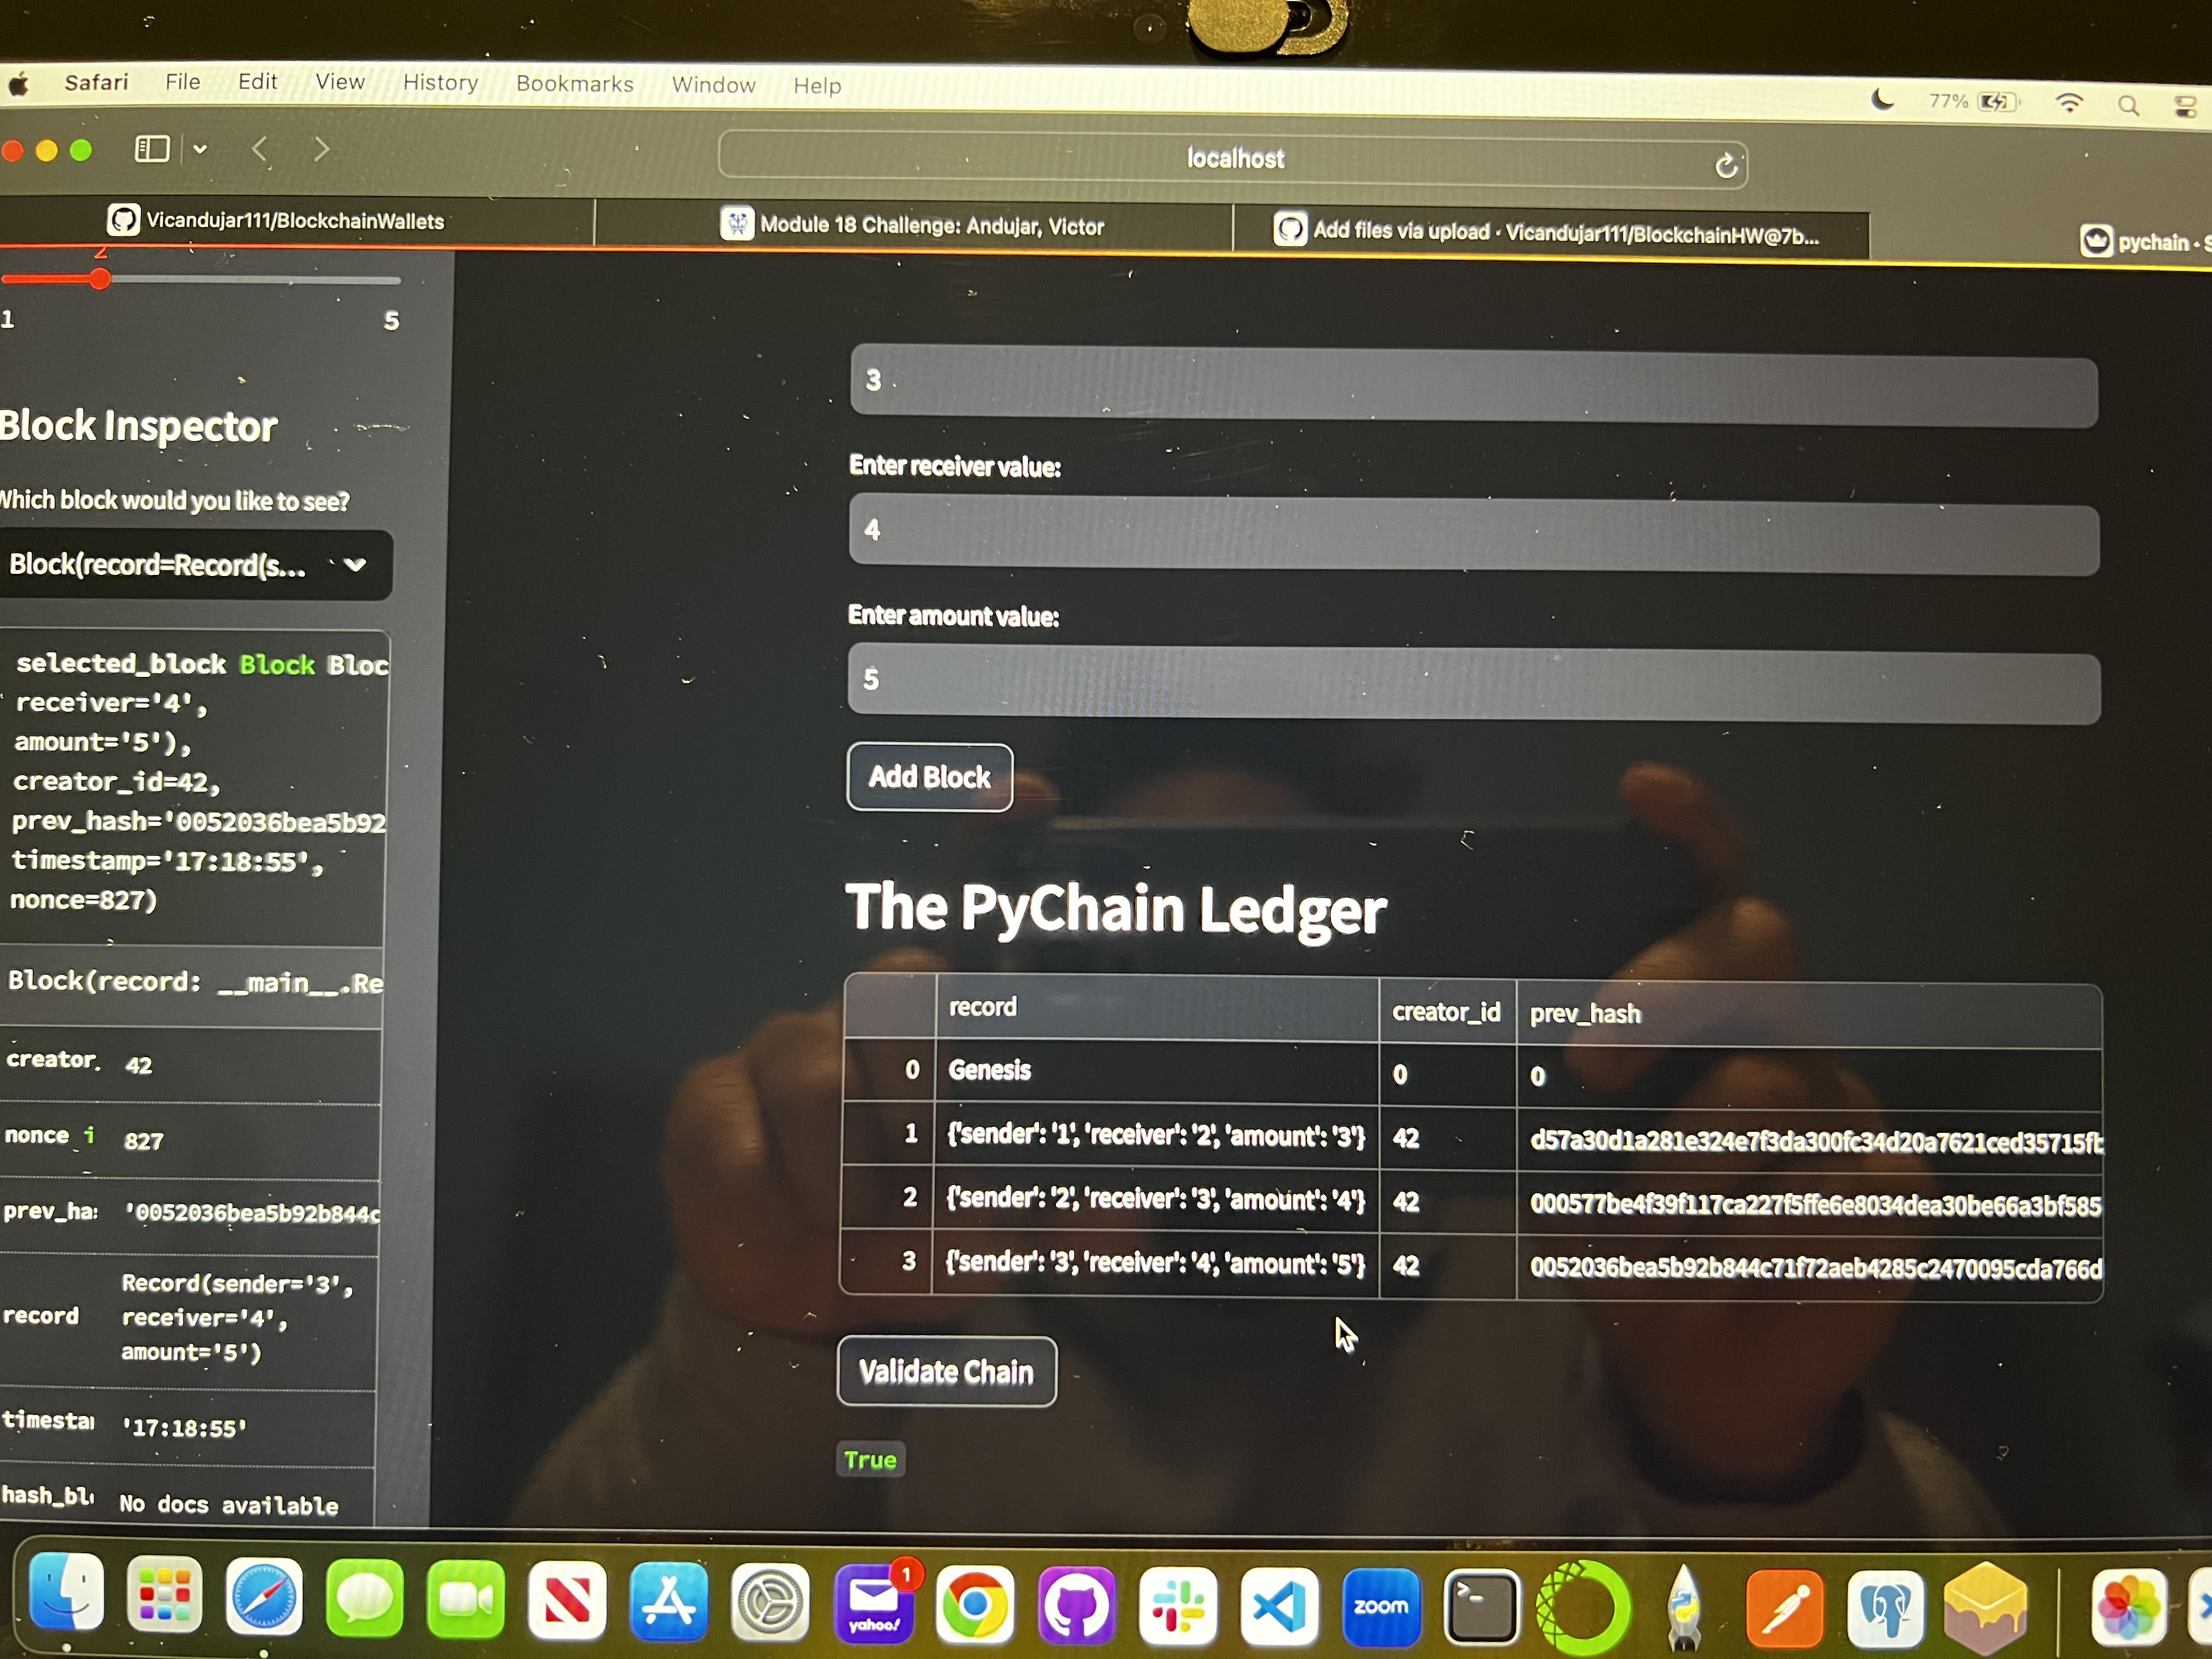 Safari File Edit View History Bookmarks Window Help 77%
localhost
Vicandujar111/BlockchainWallets
Module 18 Challenge: Andujar, Victor
Add files via upload · Vicandujar111/BlockchainHW@7b...
pychain · S
2
1 5
Block Inspector
Which block would you like to see?
Block(record=Record(s...
selected_block Block Bloc
receiver='4',
amount='5'),
creator_id=42,
prev_hash='0052036bea5b92
timestamp='17:18:55',
nonce=827)
Block(record: __main__.Re
creator. 42
nonce i 827
prev_ha: '0052036bea5b92b844c
record
Record(sender='3',
receiver='4',
amount='5')
timesta '17:18:55'
hash_bl No docs available
3
Enter receiver value:
4
Enter amount value:
5
Add Block
The PyChain Ledger
record creator_id prev_hash
0 Genesis 0 0
1 {'sender': '1', 'receiver': '2', 'amount': '3'} 42 d57a30d1a281e324e7f3da300fc34d20a7621ced35715fb
2 {'sender': '2', 'receiver': '3', 'amount': '4'} 42 000577be4f39f117ca227f5ffe6e8034dea30be66a3bf585
3 {'sender': '3', 'receiver': '4', 'amount': '5'} 42 0052036bea5b92b844c71f72aeb4285c2470095cda766d
Validate Chain
True
1
yahoo!
zoom